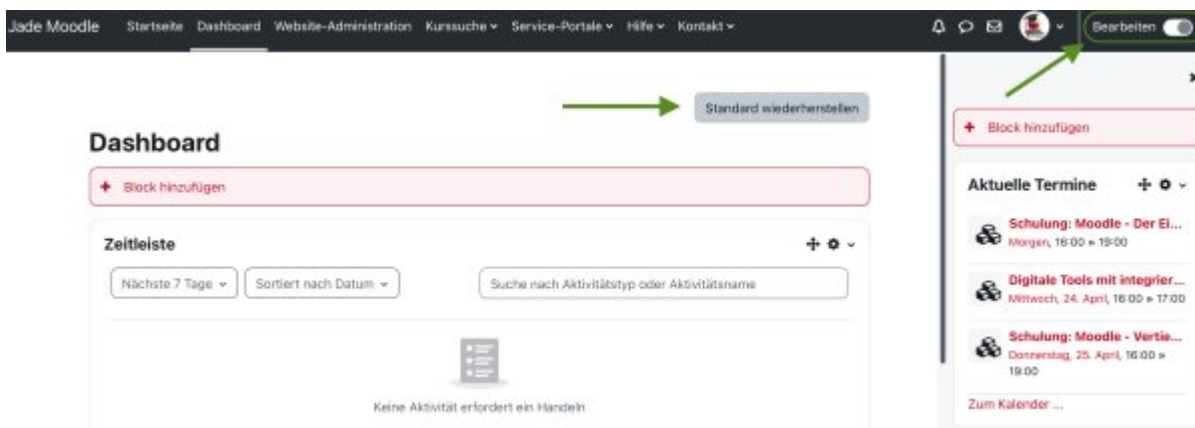 Jade Moodle Startseite Dashboard Website-Administration Kurssuche Service-Portale Hilfe Kontakt Bearbeiten
Standard wiederherstellen
Dashboard
Block hinzufügen
Zeitleiste
Nächste 7 Tage Sortiert nach Datum Suche nach Aktivitätstyp oder Aktivitätsname
Keine Aktivität erfordert ein Handeln
Block hinzufügen
Aktuelle Termine
Schulung: Moodle - Der Ei...
Morgen, 16:00 » 19:00
Digitale Tools mit integrier...
Mittwoch, 24. April, 16:00 » 17:00
Schulung: Moodle - Vertie...
Donnerstag, 25. April, 16:00 »
19:00
Zum Kalender ...